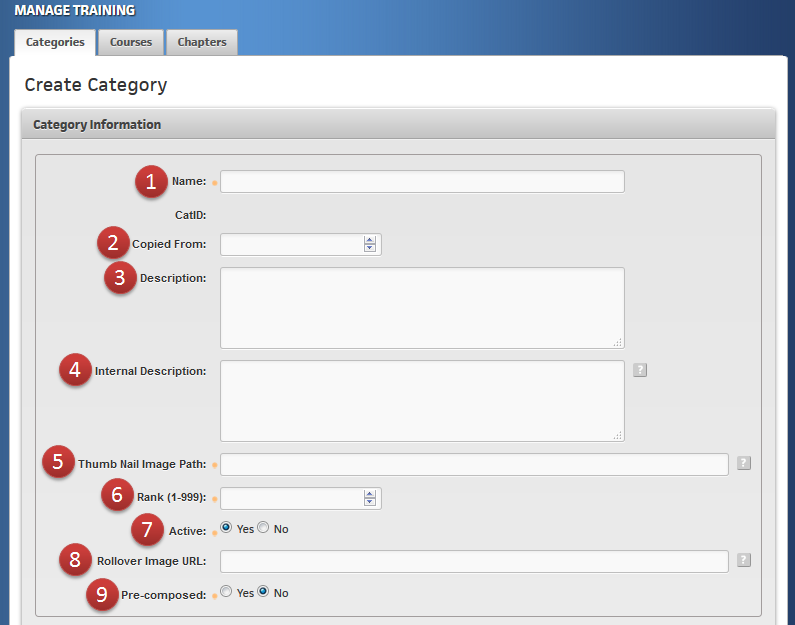 MANAGE TRAINING
Categories Courses Chapters
Create Category
Category Information
1 Name:
CatID:
2 Copied From:
3 Description:
4 Internal Description: ?
5 Thumb Nail Image Path: ?
6 Rank (1-999):
7 Active: Yes No
8 Rollover Image URL: ?
9 Pre-composed: Yes No